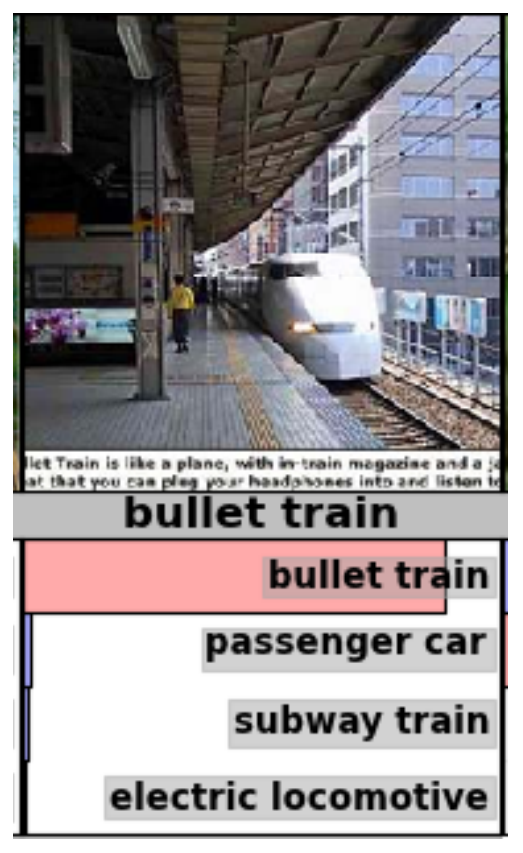 llet Train is like a plane, with in-train magazine and a ja
at that you can plug your headphones into and listen to
bullet train
bullet train
passenger car
subway train
electric locomotive